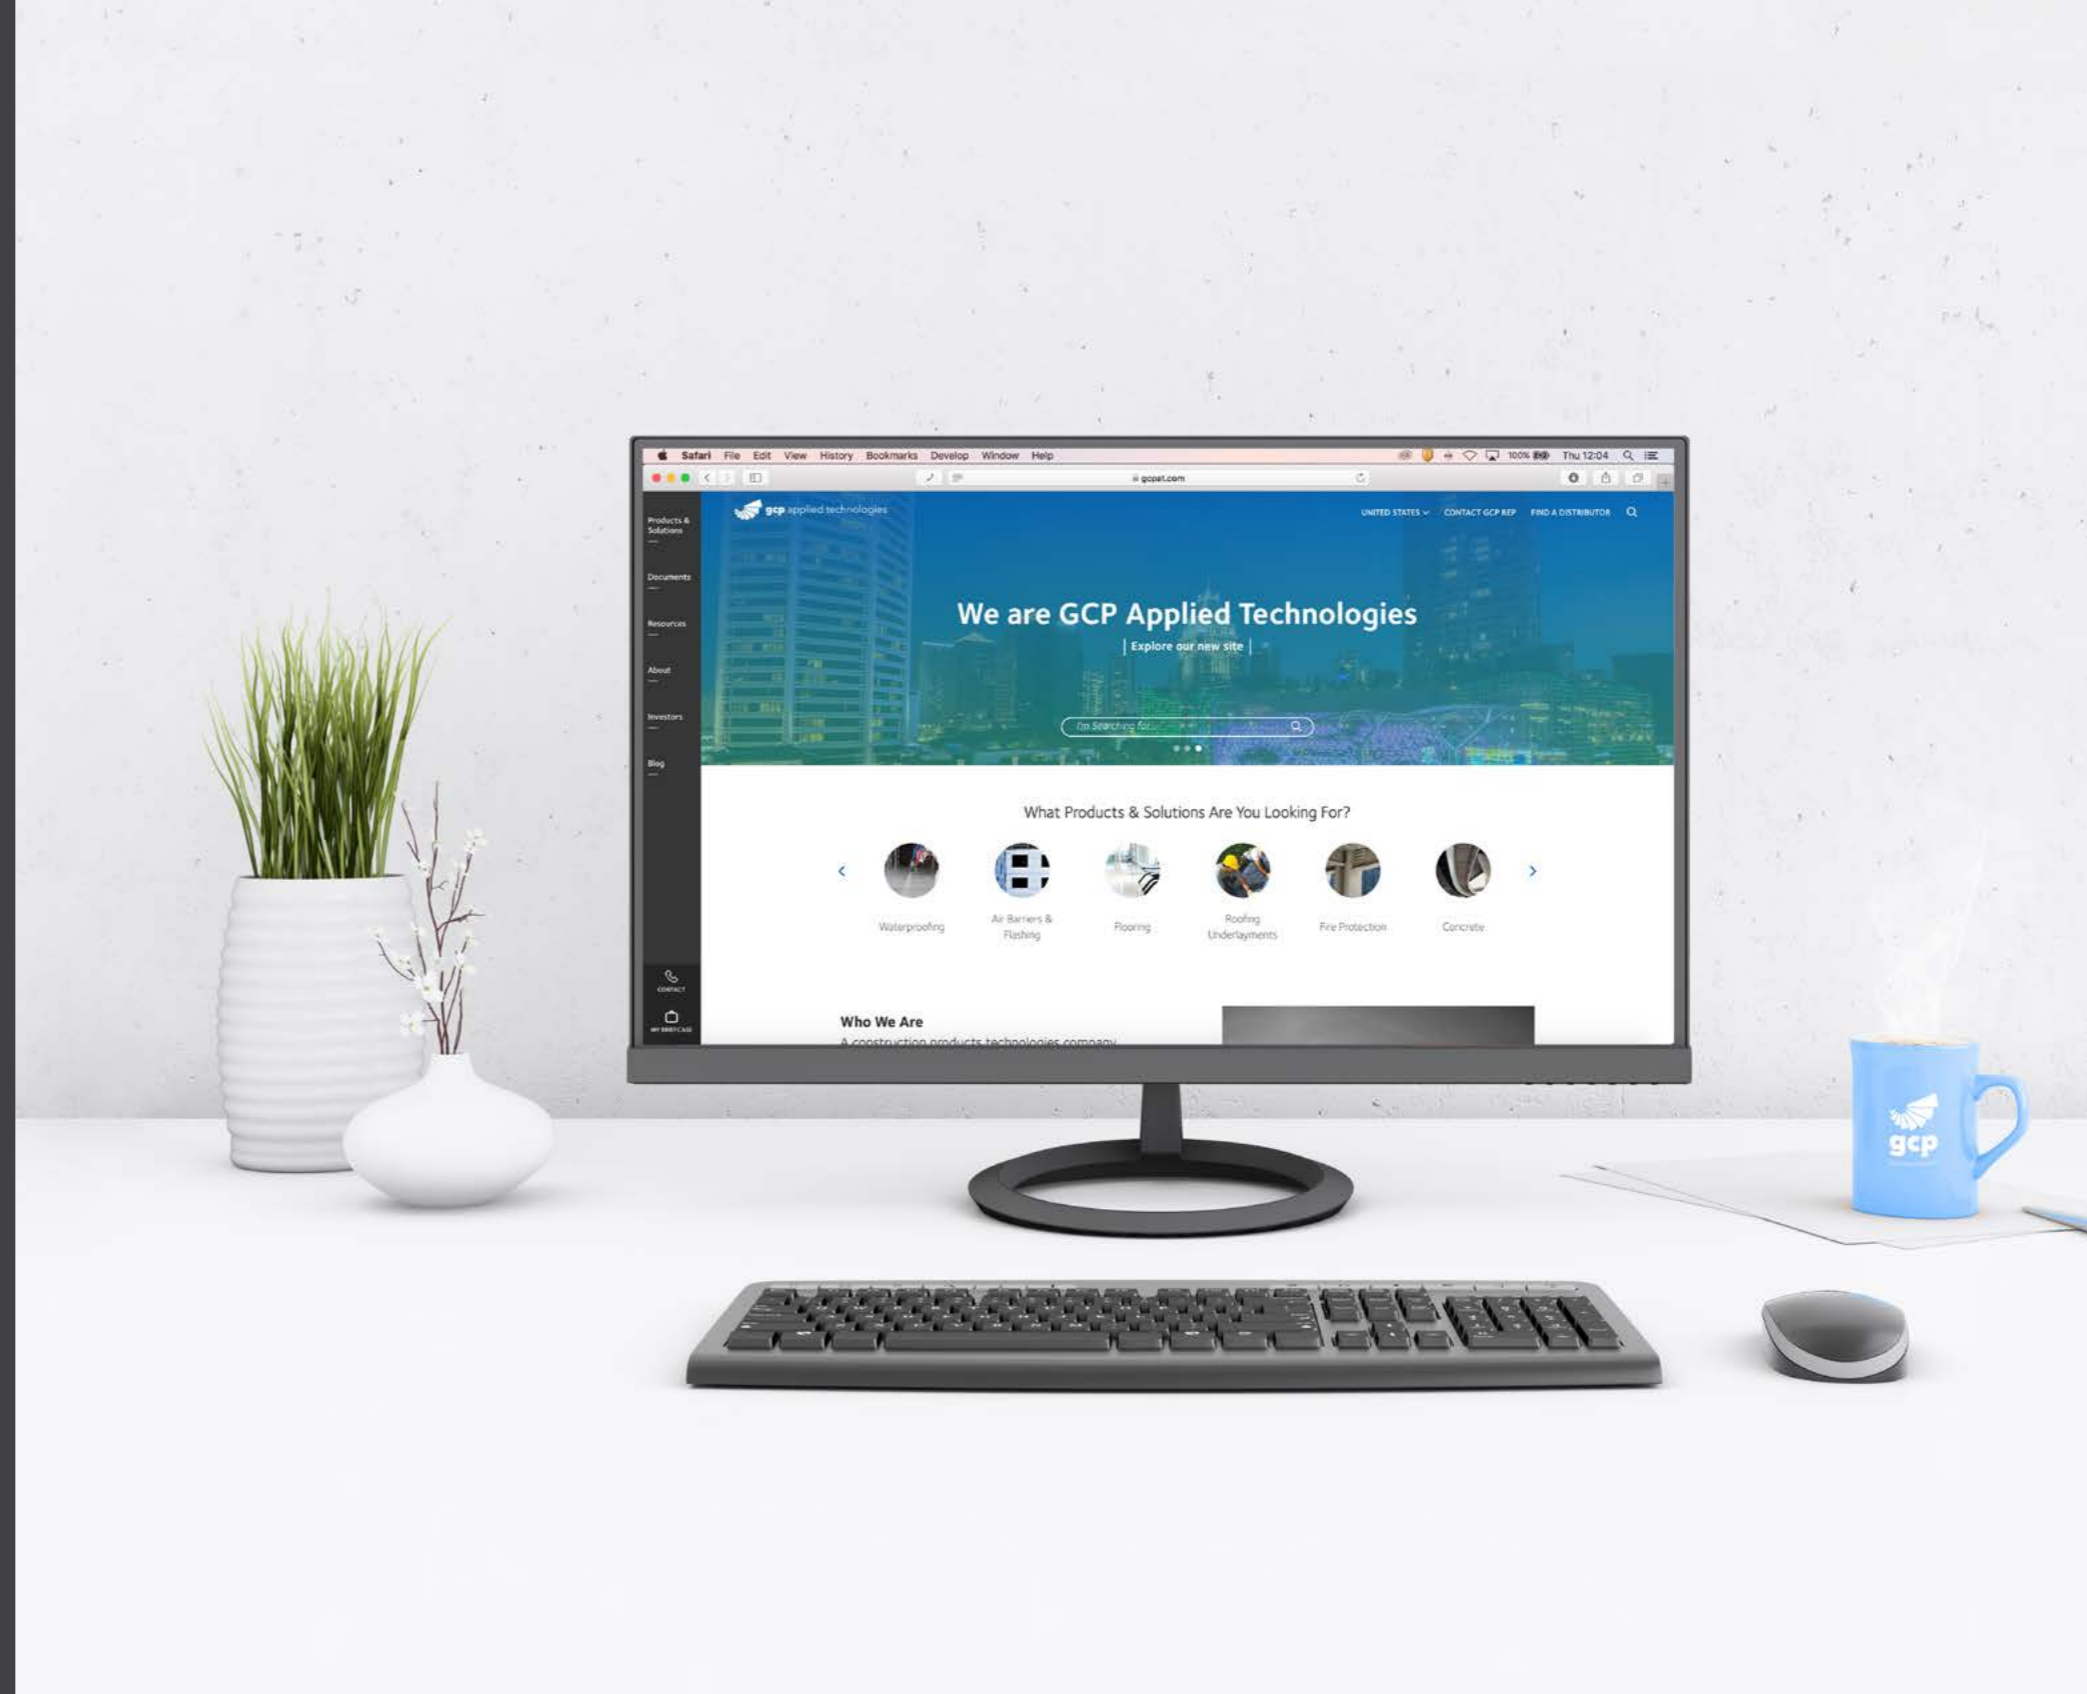 Safari File Edit View History Bookmarks Develop Window Help
100% Thu 12:04
gcpat.com
gcp applied technologies
UNITED STATES CONTACT GCP REP FIND A DISTRIBUTOR
Products &
Solutions
Documents
Resources
About
Investors
Blog
CONTACT
MY BRIEFCASE
We are GCP Applied Technologies
Explore our new site
I'm Searching for...
What Products & Solutions Are You Looking For?
Waterproofing
Air Barriers &
Flashing
Flooring
Roofing
Underlayments
Fire Protection
Concrete
Who We Are
A construction products technologies company
gcp